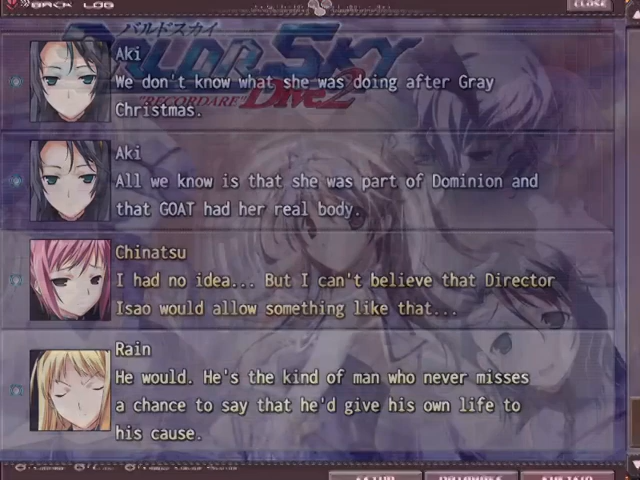 BACK LOG
CLOSE
バルドスカイ
SKY
"RECORDARE"
Dive2
Aki
We don't know what she was doing after Gray
Christmas.
Aki
All we know is that she was part of Dominion and
that GOAT had her real body.
Chinatsu
I had no idea... But I can't believe that Director
Isao would allow something like that...
Rain
He would. He's the kind of man who never misses
a chance to say that he'd give his own life to
his cause.